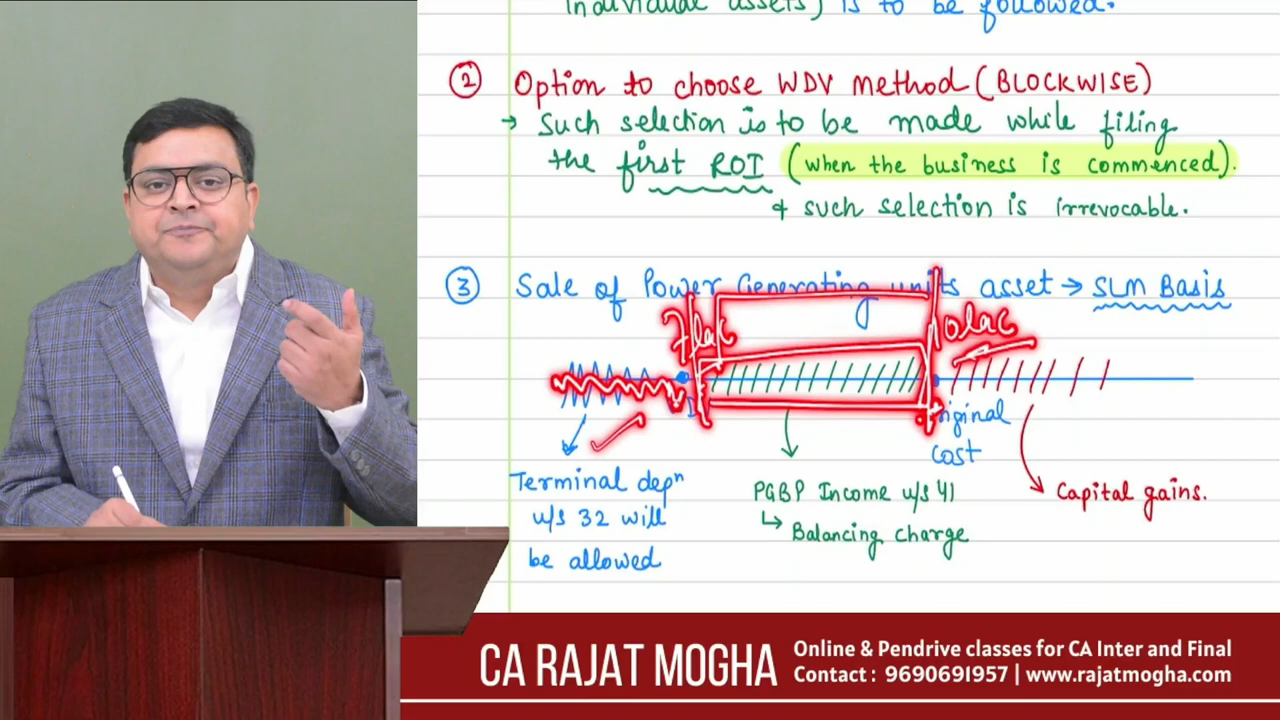 individual assets) is to be followed.
② Option to choose WDV method (BLOCKWISE)
→ Such selection is to be made while filing
the first ROI (when the business is commenced).
& such selection is irrevocable.
③ Sale of Power Generating units asset → SLM Basis
7lac
10lac
Original
cost
Terminal depⁿ
u/s 32 will
be allowed
PGBP Income u/s 41
↳ Balancing charge
Capital gains.
CA RAJAT MOGHA
Online & Pendrive classes for CA Inter and Final
Contact : 9690691957 | www.rajatmogha.com